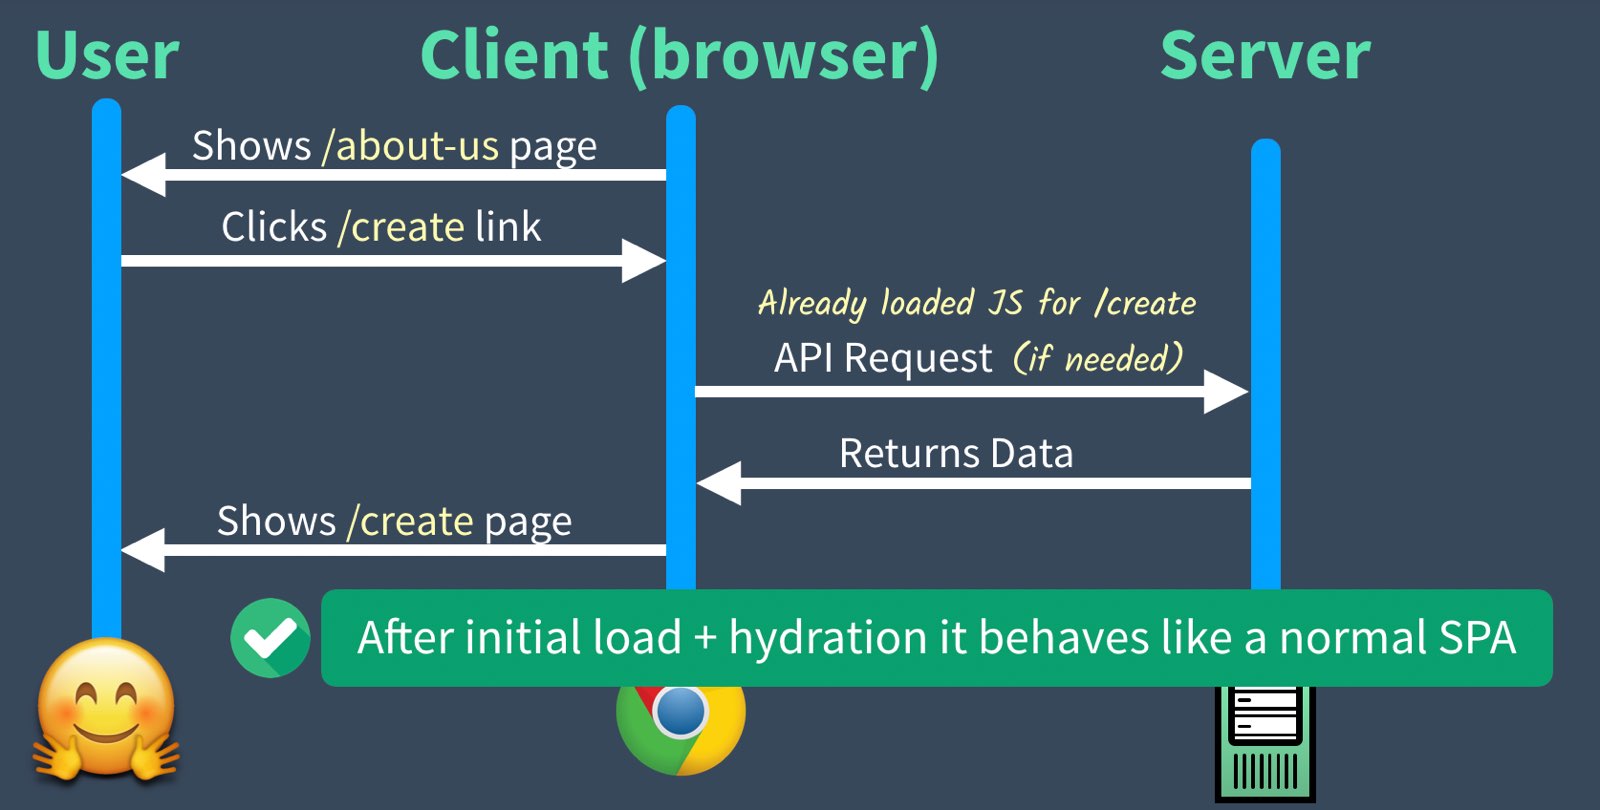 User
Client (browser)
Server
Shows /about-us page
Clicks /create link
Already loaded JS for /create
API Request (if needed)
Returns Data
Shows /create page
After initial load + hydration it behaves like a normal SPA